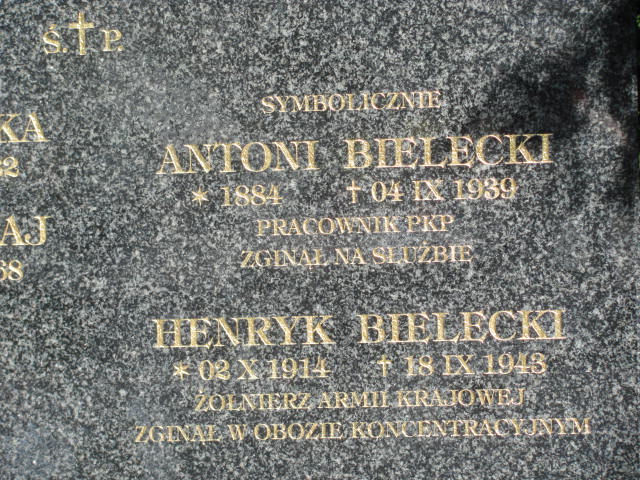 Ś. † P.
KA
AJ
SYMBOLICZNIE
ANTONI BIELECKI
* 1884 † 04 IX 1939
PRACOWNIK PKP
ZGINĄŁ NA SŁUŻBIE
HENRYK BIELECKI
* 02 X 1914 † 18 IX 1943
ŻOŁNIERZ ARMII KRAJOWEJ
ZGINĄŁ W OBOZIE KONCENTRACYJNYM